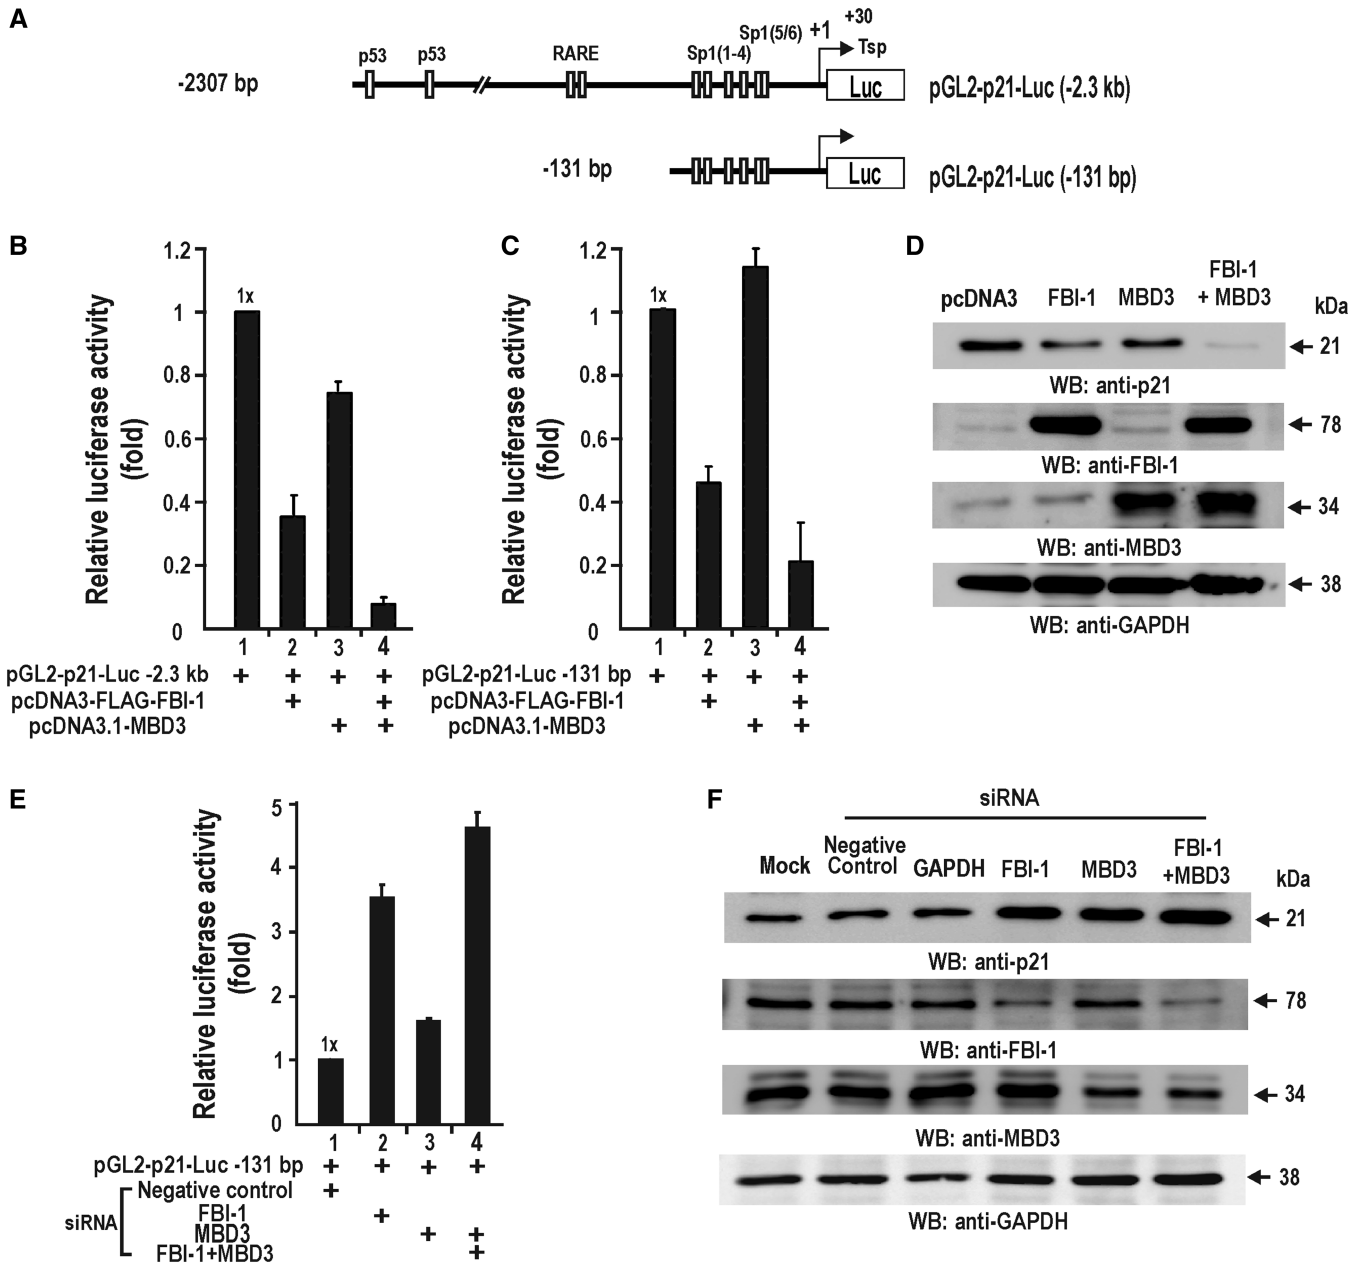 A
-2307 bp
p53
p53
RARE
Sp1(1-4)
Sp1(5/6)
+1
+30
Tsp
Luc
pGL2-p21-Luc (-2.3 kb)
-131 bp
Luc
pGL2-p21-Luc (-131 bp)
B
Relative luciferase activity
(fold)
1.2
1
0.8
0.6
0.4
0.2
0
1x
1 2 3 4
pGL2-p21-Luc -2.3 kb + + + +
pcDNA3-FLAG-FBI-1 + +
pcDNA3.1-MBD3 + +
C
Relative luciferase activity
(fold)
1.2
1
0.8
0.6
0.4
0.2
0
1x
1 2 3 4
pGL2-p21-Luc -131 bp + + + +
pcDNA3-FLAG-FBI-1 + +
pcDNA3.1-MBD3 + +
D
pcDNA3 FBI-1 MBD3 FBI-1
+ MBD3
kDa
21
WB: anti-p21
78
WB: anti-FBI-1
34
WB: anti-MBD3
38
WB: anti-GAPDH
E
Relative luciferase activity
(fold)
5
4
3
2
1
0
1x
1 2 3 4
pGL2-p21-Luc -131 bp + + + +
siRNA
Negative control +
FBI-1 +
MBD3 + +
FBI-1+MBD3 +
F
siRNA
Mock
Negative
Control
GAPDH
FBI-1
MBD3
FBI-1
+MBD3
kDa
21
WB: anti-p21
78
WB: anti-FBI-1
34
WB: anti-MBD3
38
WB: anti-GAPDH